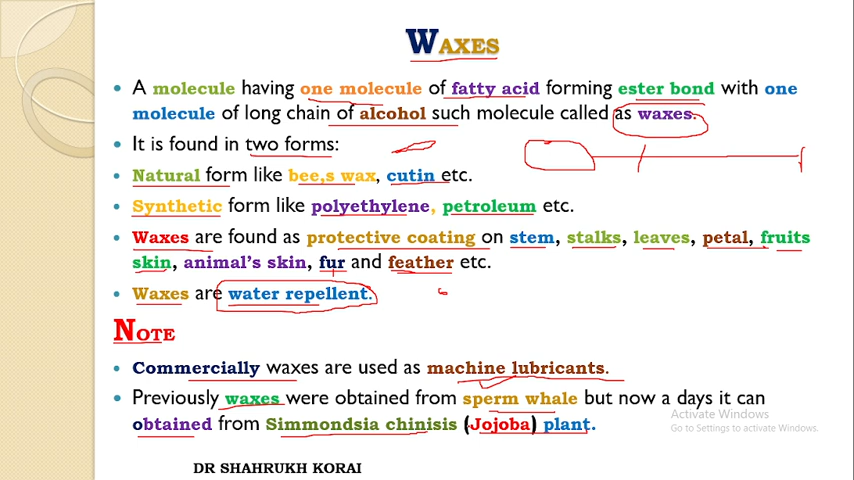 WAXES
• A molecule having one molecule of fatty acid forming ester bond with one
molecule of long chain of alcohol such molecule called as waxes.
• It is found in two forms:
• Natural form like bee,s wax, cutin etc.
• Synthetic form like polyethylene, petroleum etc.
• Waxes are found as protective coating on stem, stalks, leaves, petal, fruits
skin, animal's skin, fur and feather etc.
• Waxes are water repellent.
NOTE
• Commercially waxes are used as machine lubricants.
• Previously waxes were obtained from sperm whale but now a days it can
obtained from Simmondsia chinisis (Jojoba) plant.
Activate Windows
Go to Settings to activate Windows.
DR SHAHRUKH KORAI